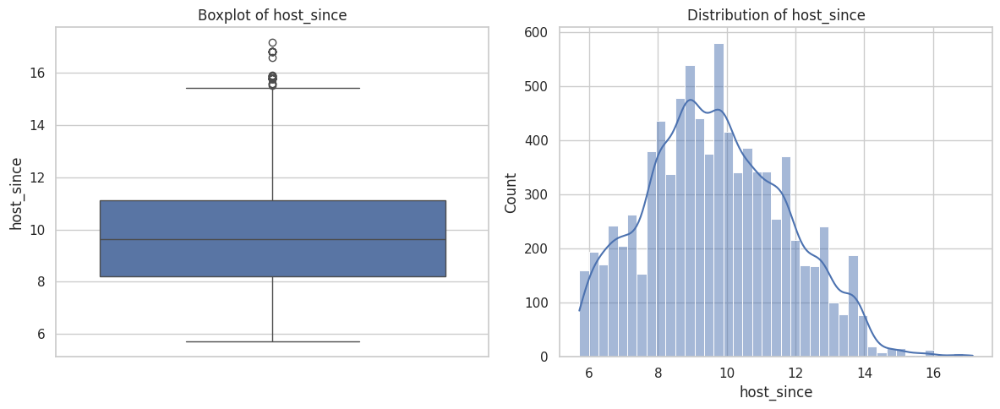 Boxplot of host_since
host_since
16
14
12
10
8
6
Distribution of host_since
Count
600
500
400
300
200
100
0
6 8 10 12 14 16
host_since